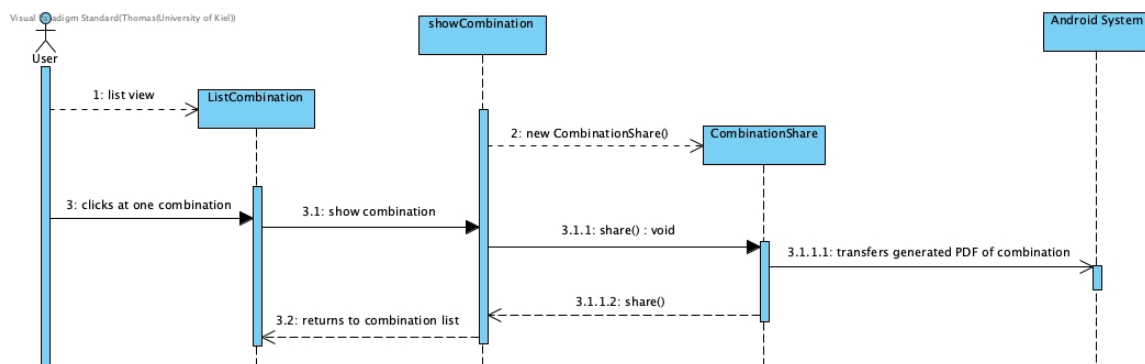 Visual Paradigm Standard(Thomas(University of Kiel))
User
showCombination
Android System
1: list view
ListCombination
2: new CombinationShare()
CombinationShare
3: clicks at one combination
3.1: show combination
3.1.1: share() : void
3.1.1.1: transfers generated PDF of combination
3.1.1.2: share()
3.2: returns to combination list